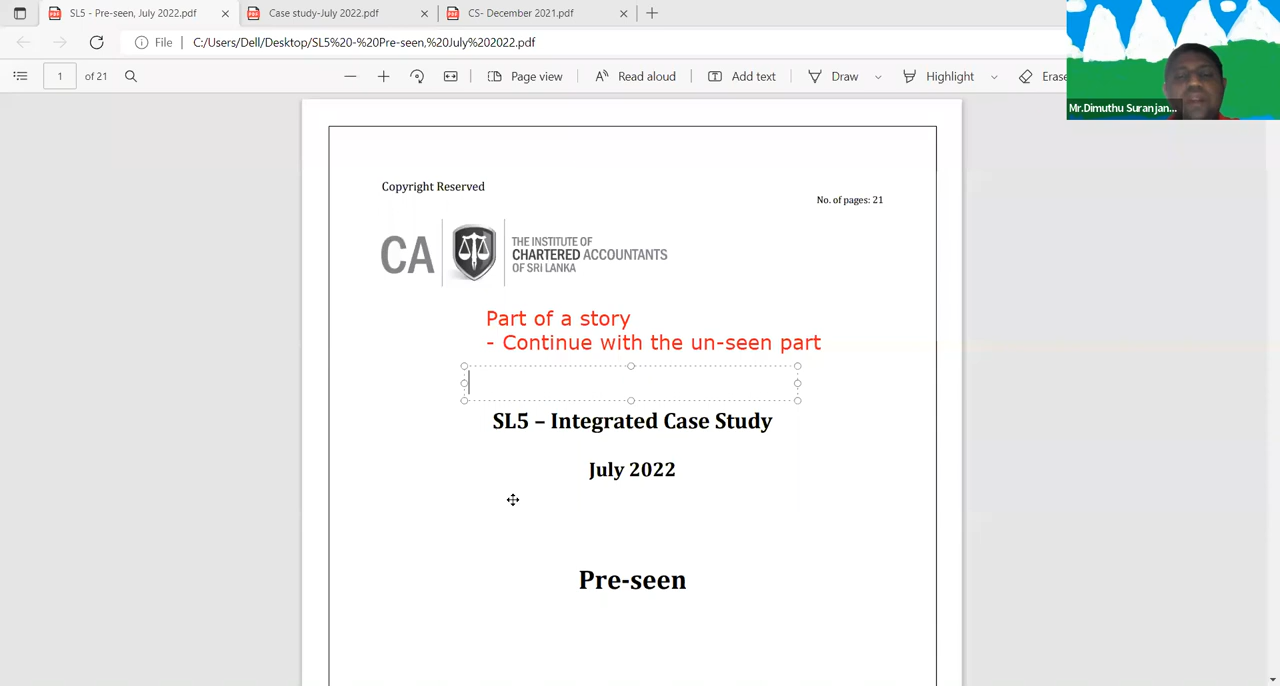 SL5 - Pre-seen, July 2022.pdf
Case study-July 2022.pdf
CS- December 2021.pdf
File
C:/Users/Dell/Desktop/SL5%20-%20Pre-seen,%20July%202022.pdf
1 of 21
Page view
Read aloud
Add text
Draw
Highlight
Erase
Mr.Dimuthu Suranjan...
Copyright Reserved
No. of pages: 21
CA
THE INSTITUTE OF
CHARTERED ACCOUNTANTS
OF SRI LANKA
Part of a story
- Continue with the un-seen part
SL5 – Integrated Case Study
July 2022
Pre-seen